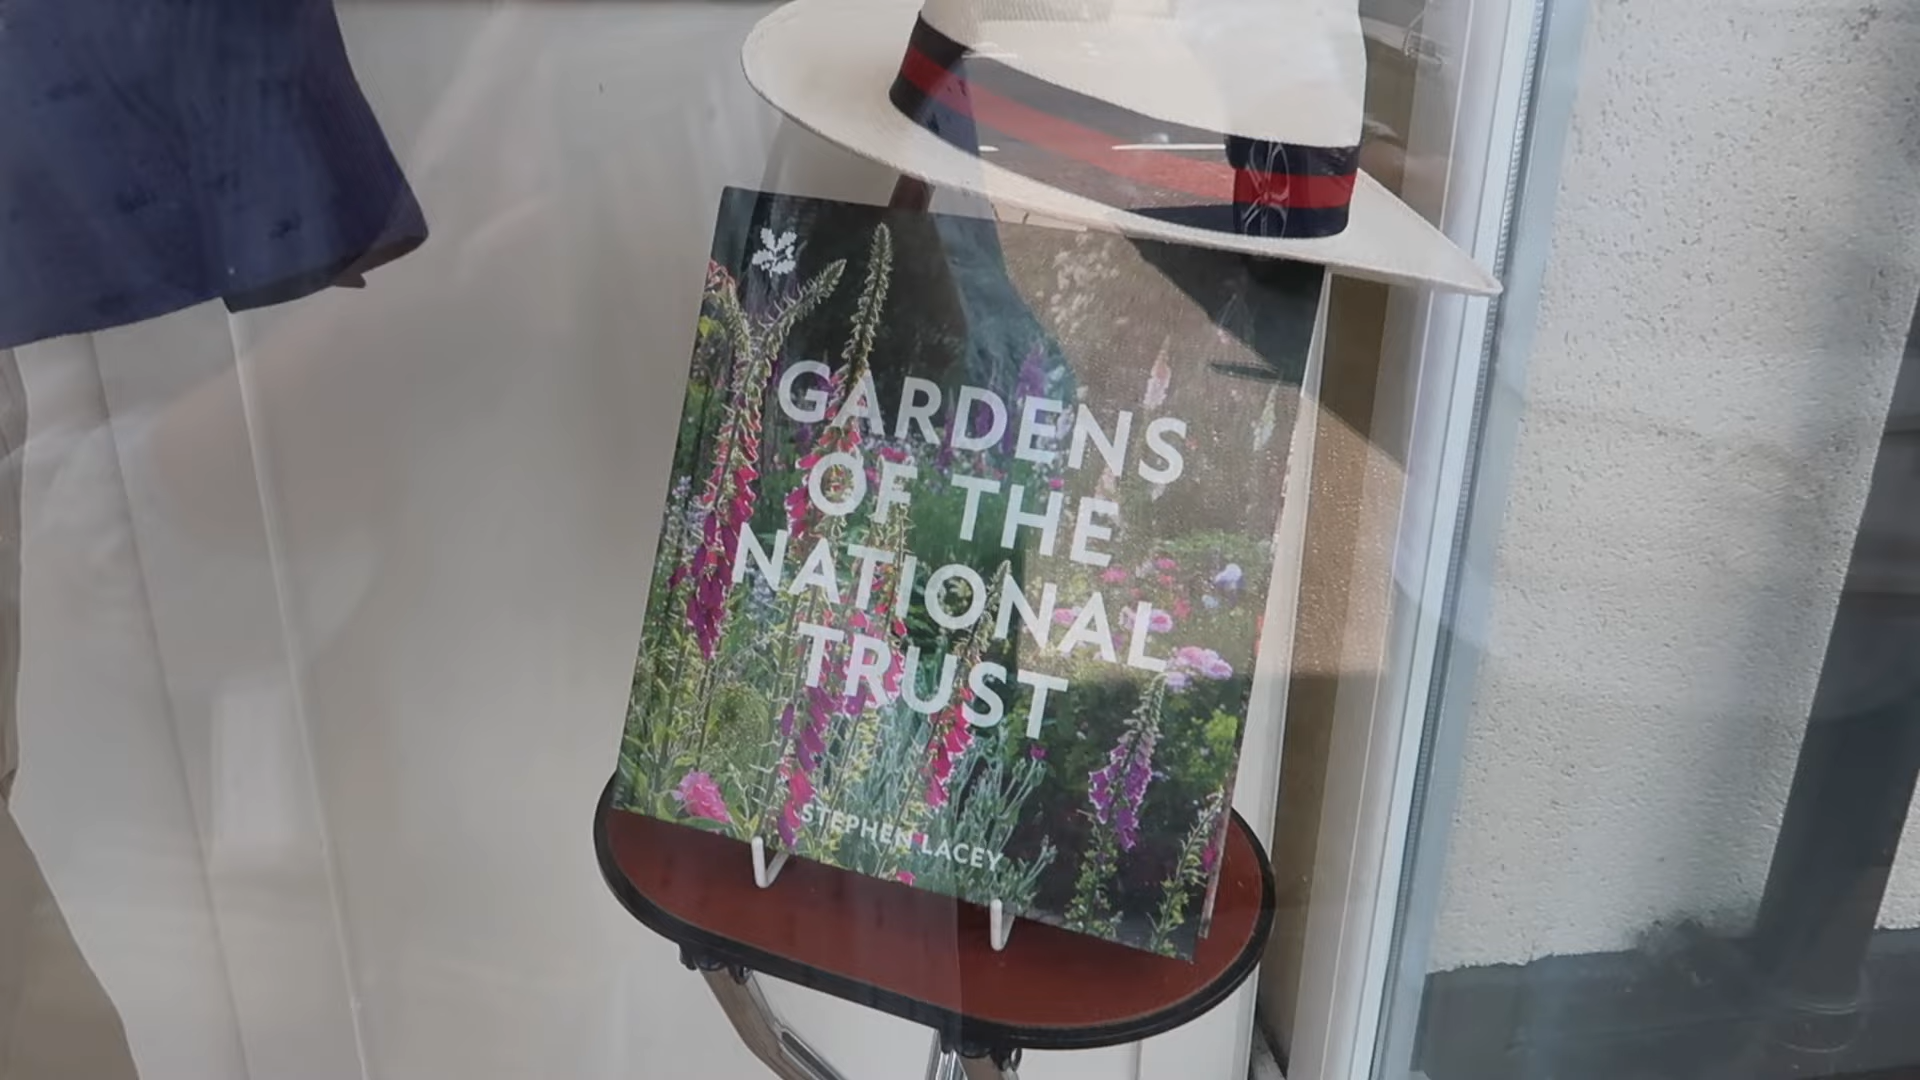 GARDENS
OF THE
NATIONAL
TRUST
STEPHEN LACEY